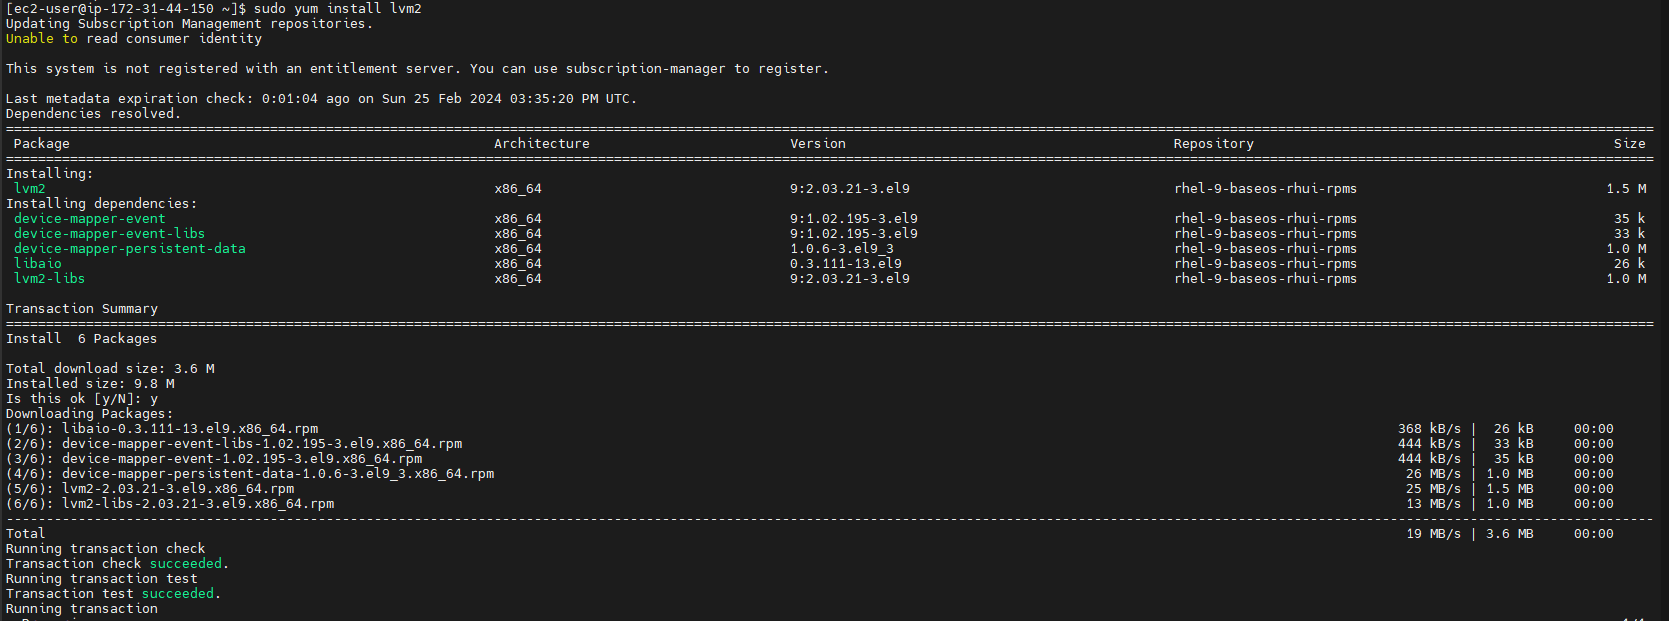 [ec2-user@ip-172-31-44-150 ~]$ sudo yum install lvm2
Updating Subscription Management repositories.
Unable to read consumer identity
This system is not registered with an entitlement server. You can use subscription-manager to register.
Last metadata expiration check: 0:01:04 ago on Sun 25 Feb 2024 03:35:20 PM UTC.
Dependencies resolved.
Package Architecture Version Repository Size
Installing:
lvm2 x86_64 9:2.03.21-3.el9 rhel-9-baseos-rhui-rpms 1.5 M
Installing dependencies:
device-mapper-event x86_64 9:1.02.195-3.el9 rhel-9-baseos-rhui-rpms 35 k
device-mapper-event-libs x86_64 9:1.02.195-3.el9 rhel-9-baseos-rhui-rpms 33 k
device-mapper-persistent-data x86_64 1.0.6-3.el9_3 rhel-9-baseos-rhui-rpms 1.0 M
libaio x86_64 0.3.111-13.el9 rhel-9-baseos-rhui-rpms 26 k
lvm2-libs x86_64 9:2.03.21-3.el9 rhel-9-baseos-rhui-rpms 1.0 M
Transaction Summary
Install  6 Packages
Total download size: 3.6 M
Installed size: 9.8 M
Is this ok [y/N]: y
Downloading Packages:
(1/6): libaio-0.3.111-13.el9.x86_64.rpm 368 kB/s | 26 kB 00:00
(2/6): device-mapper-event-libs-1.02.195-3.el9.x86_64.rpm 444 kB/s | 33 kB 00:00
(3/6): device-mapper-event-1.02.195-3.el9.x86_64.rpm 444 kB/s | 35 kB 00:00
(4/6): device-mapper-persistent-data-1.0.6-3.el9_3.x86_64.rpm 26 MB/s | 1.0 MB 00:00
(5/6): lvm2-2.03.21-3.el9.x86_64.rpm 25 MB/s | 1.5 MB 00:00
(6/6): lvm2-libs-2.03.21-3.el9.x86_64.rpm 13 MB/s | 1.0 MB 00:00
Total 19 MB/s | 3.6 MB 00:00
Running transaction check
Transaction check succeeded.
Running transaction test
Transaction test succeeded.
Running transaction